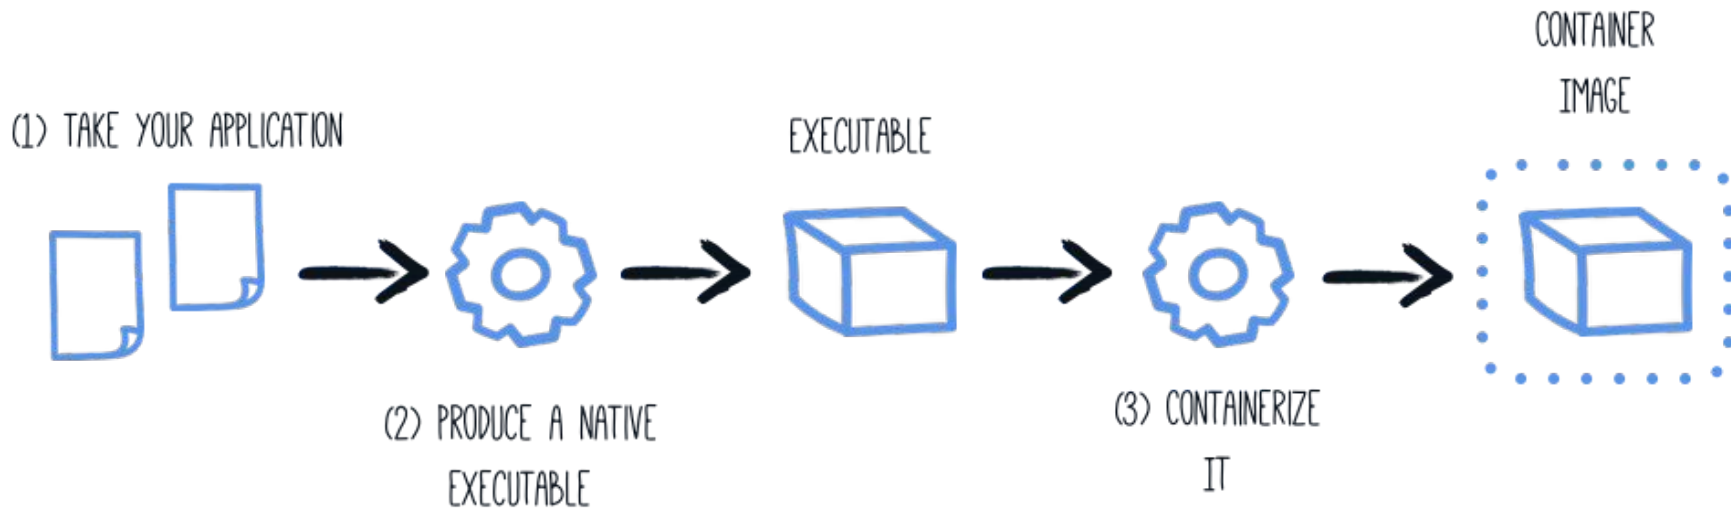 (1) TAKE YOUR APPLICATION
(2) PRODUCE A NATIVE
EXECUTABLE
EXECUTABLE
(3) CONTAINERIZE
IT
CONTAINER
IMAGE